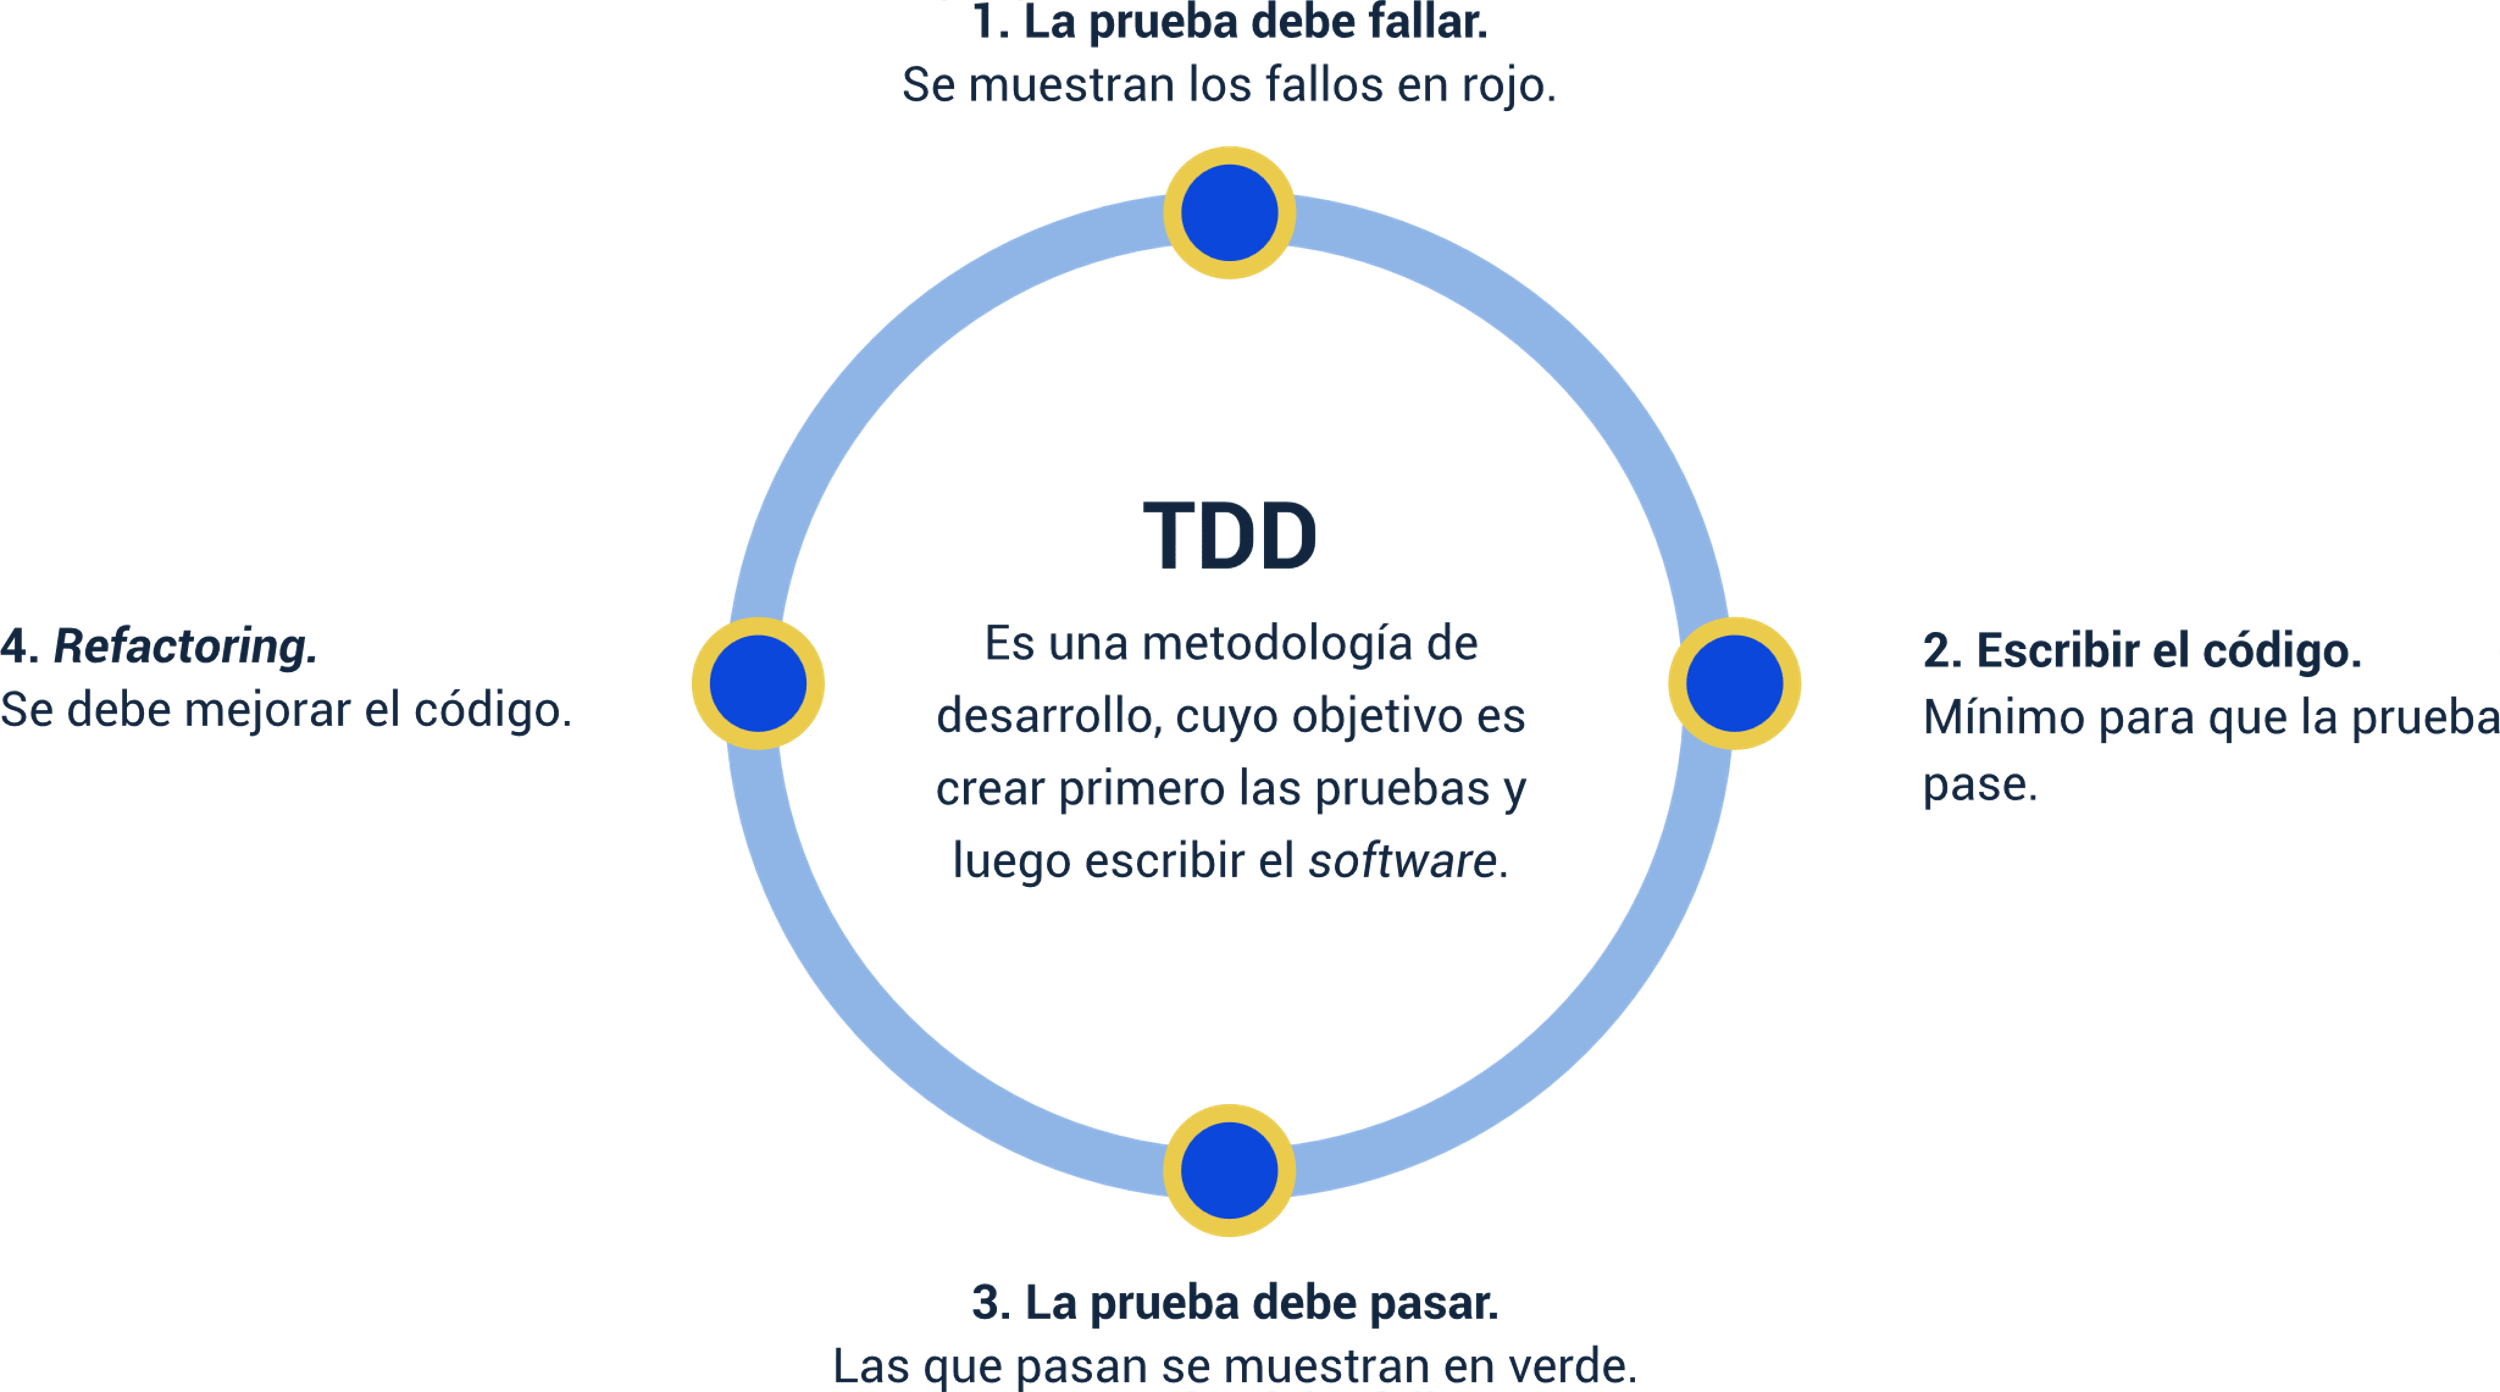 1. La prueba debe fallar.
Se muestran los fallos en rojo.
TDD
Es una metodología de
desarrollo, cuyo objetivo es
crear primero las pruebas y
luego escribir el software.
2. Escribir el código.
Mínimo para que la prueba
pase.
3. La prueba debe pasar.
Las que pasan se muestran en verde.
4. Refactoring.
Se debe mejorar el código.